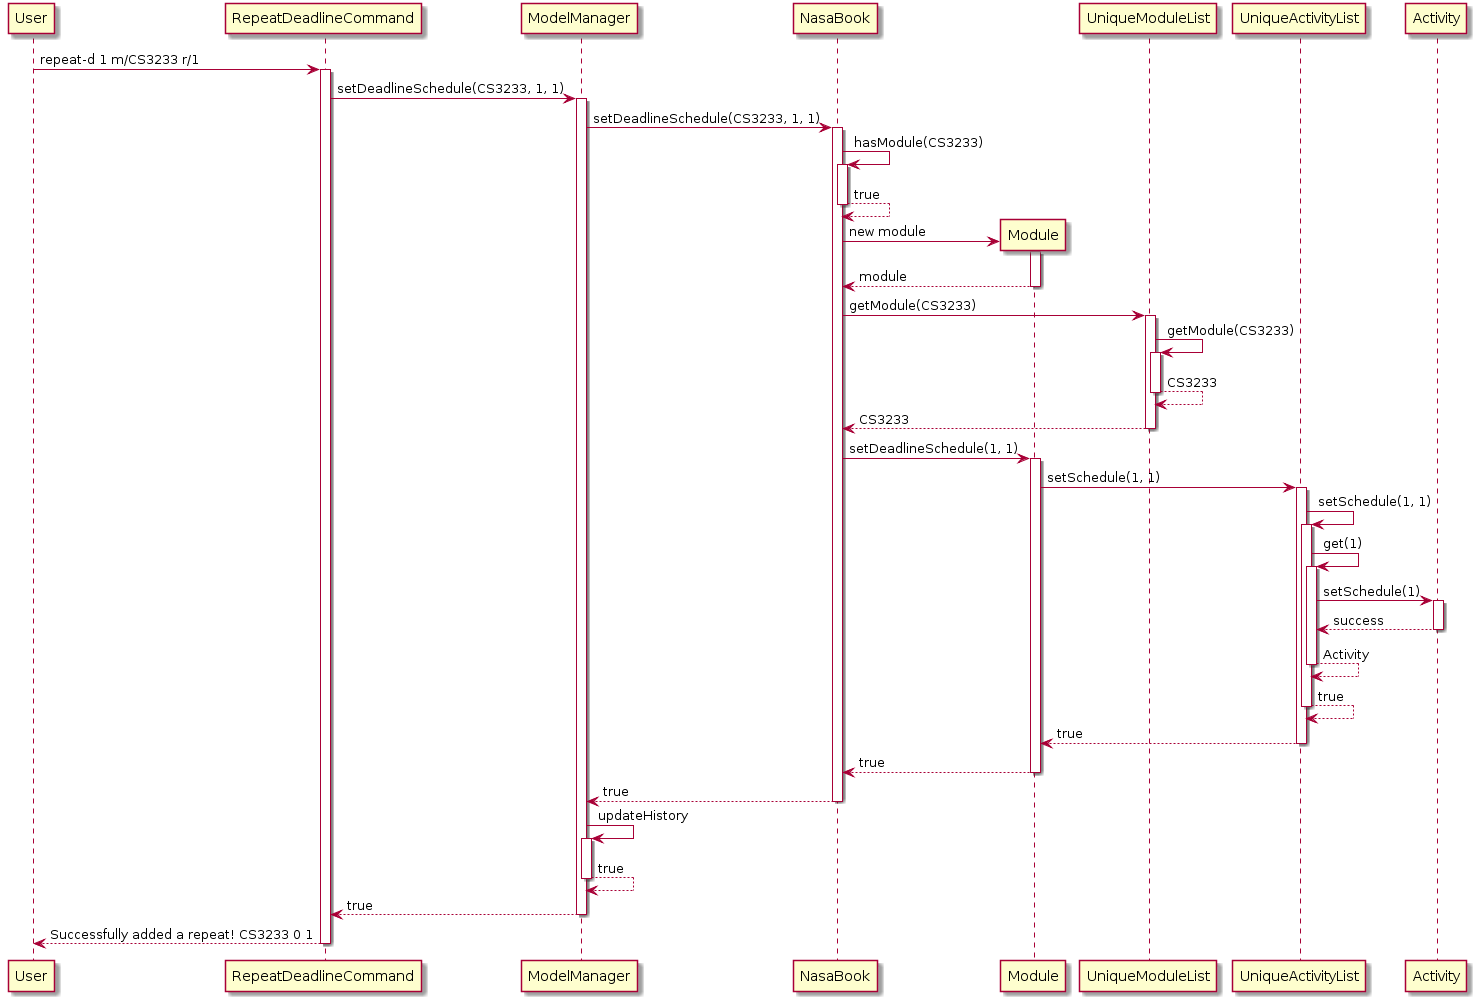 User
RepeatDeadlineCommand
ModelManager
NasaBook
UniqueModuleList
UniqueActivityList
Activity
repeat-d 1 m/CS3233 r/1
setDeadlineSchedule(CS3233, 1, 1)
setDeadlineSchedule(CS3233, 1, 1)
hasModule(CS3233)
true
new module
Module
module
getModule(CS3233)
getModule(CS3233)
CS3233
CS3233
setDeadlineSchedule(1, 1)
setSchedule(1, 1)
setSchedule(1, 1)
get(1)
setSchedule(1)
success
Activity
true
true
true
true
updateHistory
true
true
Successfully added a repeat! CS3233 0 1
User
RepeatDeadlineCommand
ModelManager
NasaBook
Module
UniqueModuleList
UniqueActivityList
Activity